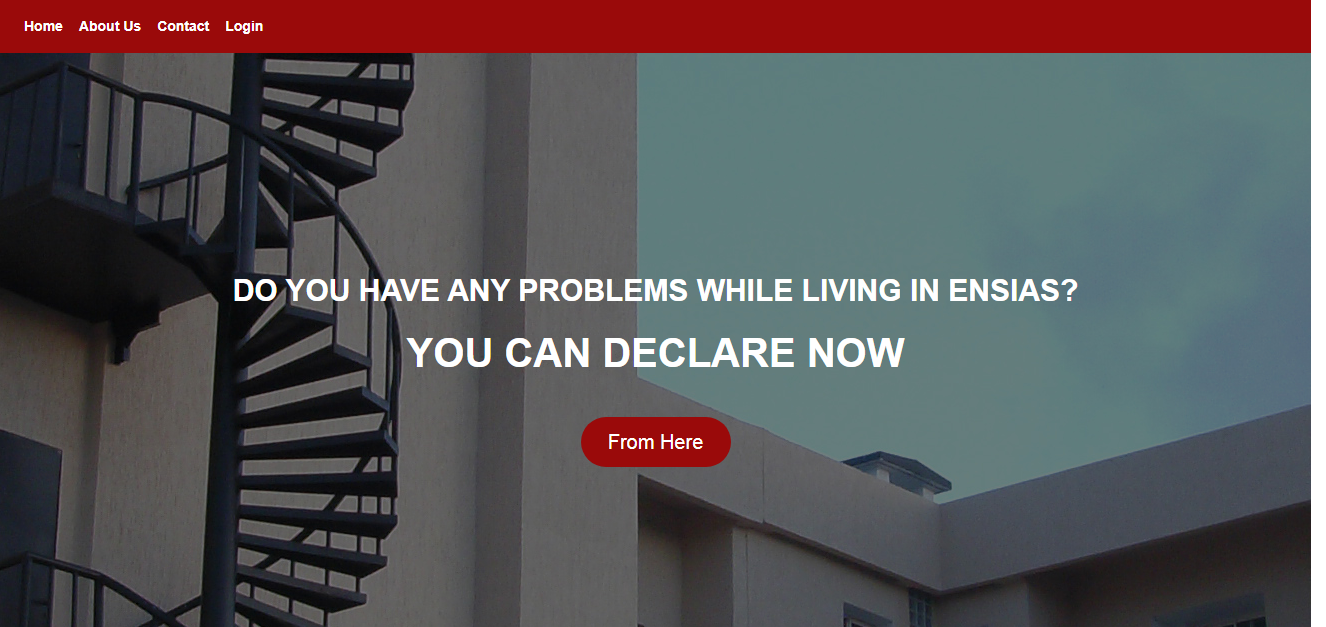 Home About Us Contact Login
DO YOU HAVE ANY PROBLEMS WHILE LIVING IN ENSIAS?
YOU CAN DECLARE NOW
From Here